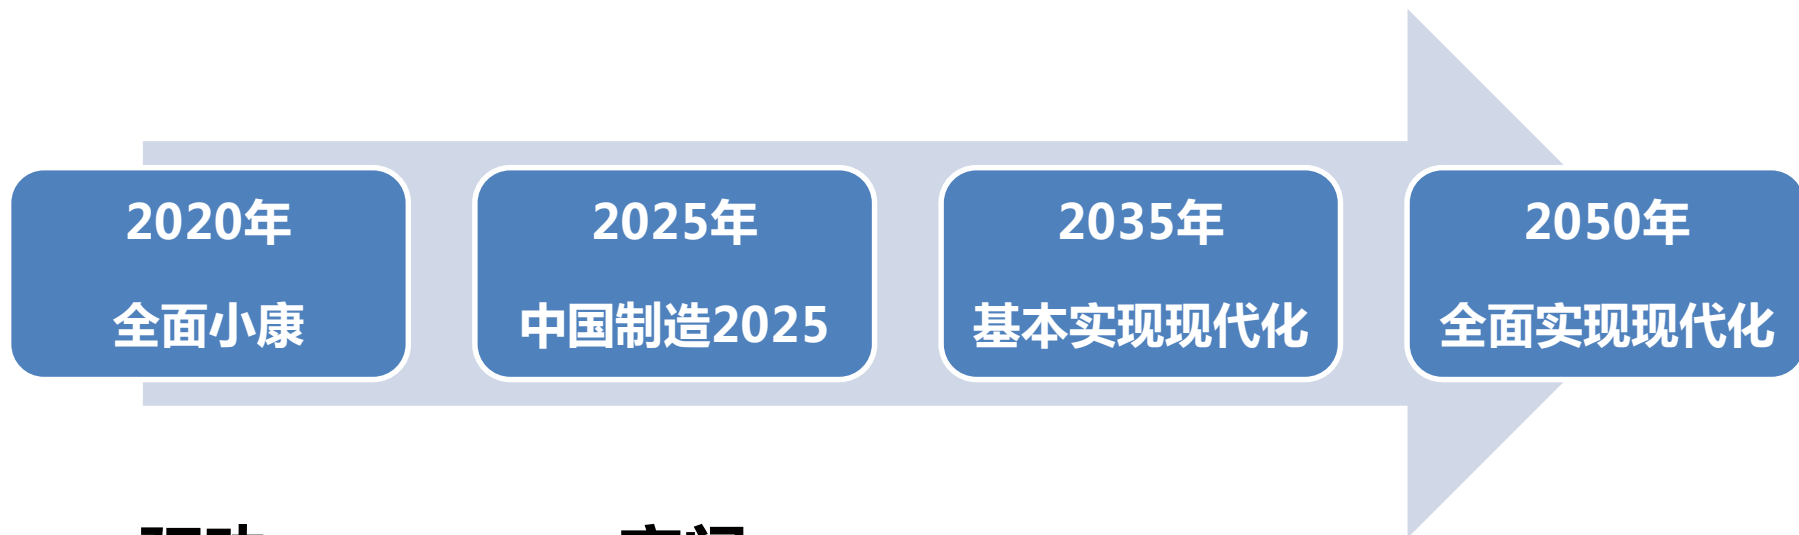 2020年
全面小康
2025年
中国制造2025
2035年
基本实现现代化
2050年
全面实现现代化